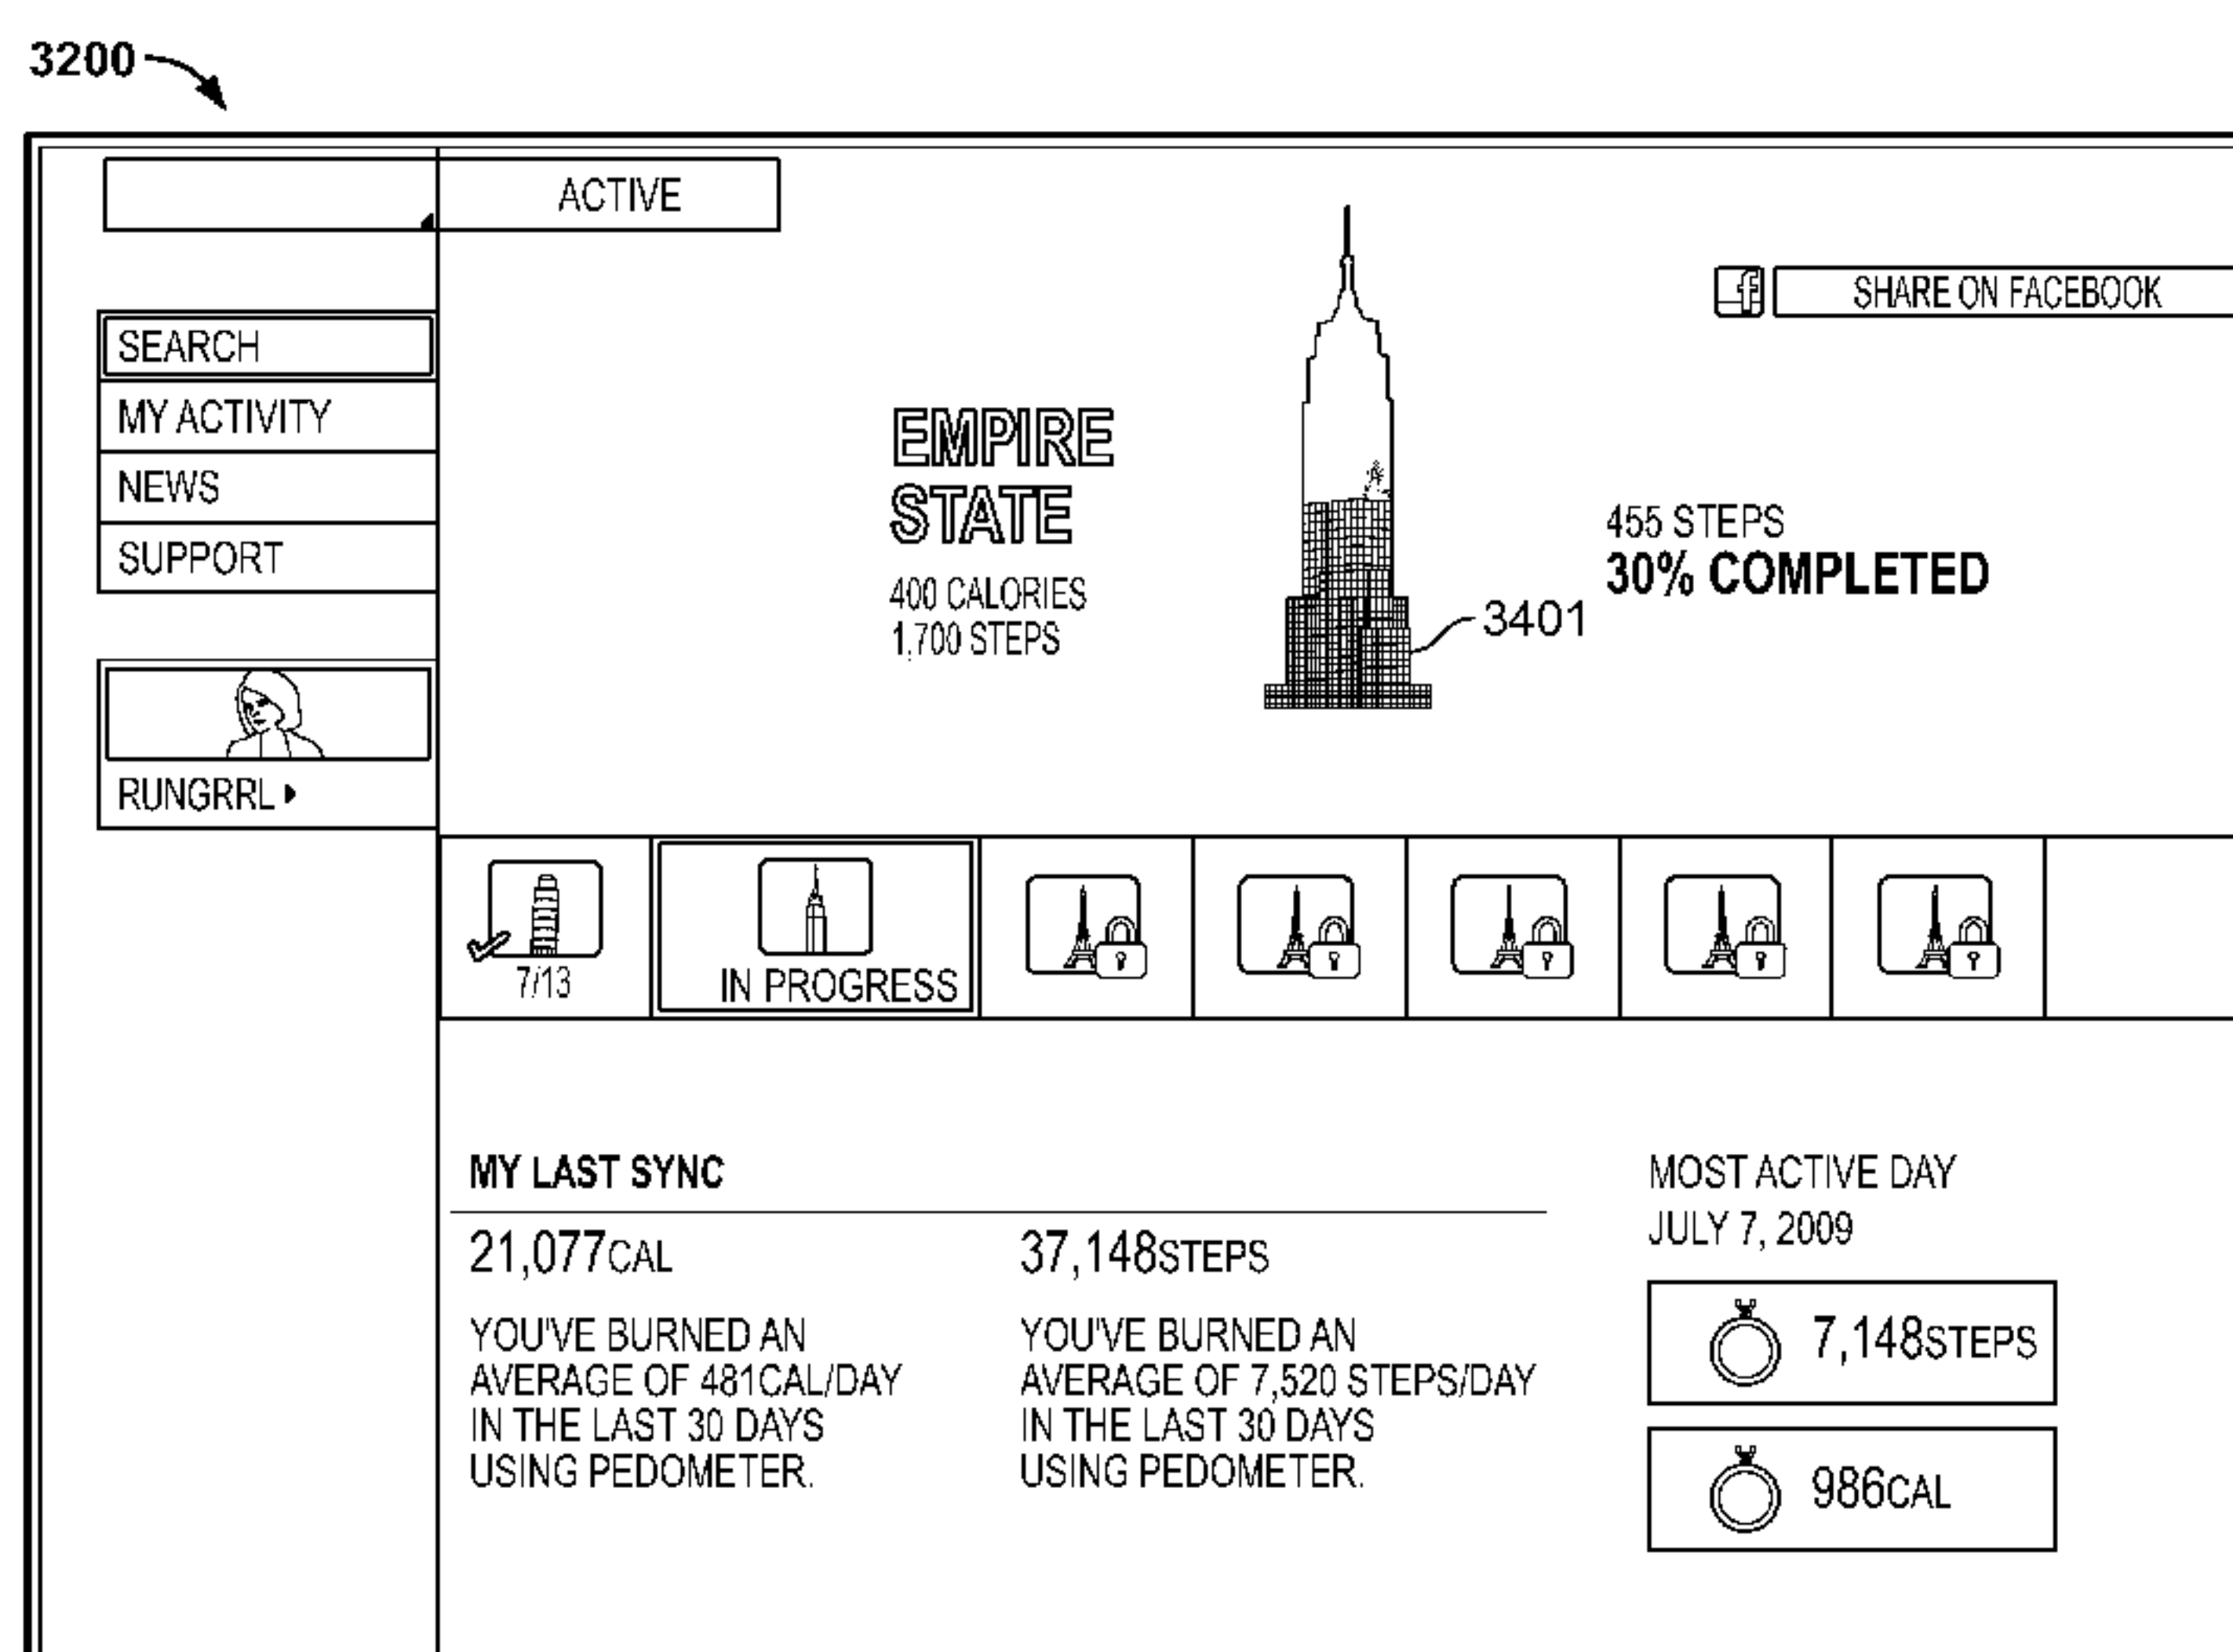 3200
ACTIVE
SEARCH
MY ACTIVITY
NEWS
SUPPORT
RUNGRRL
f SHARE ON FACEBOOK
EMPIRE
STATE
400 CALORIES
1,700 STEPS
455 STEPS
30% COMPLETED
3401
7/13
IN PROGRESS
MY LAST SYNC
21,077CAL
YOU'VE BURNED AN
AVERAGE OF 481CAL/DAY
IN THE LAST 30 DAYS
USING PEDOMETER.
37,148STEPS
YOU'VE BURNED AN
AVERAGE OF 7,520 STEPS/DAY
IN THE LAST 30 DAYS
USING PEDOMETER.
MOST ACTIVE DAY
JULY 7, 2009
7,148STEPS
986CAL